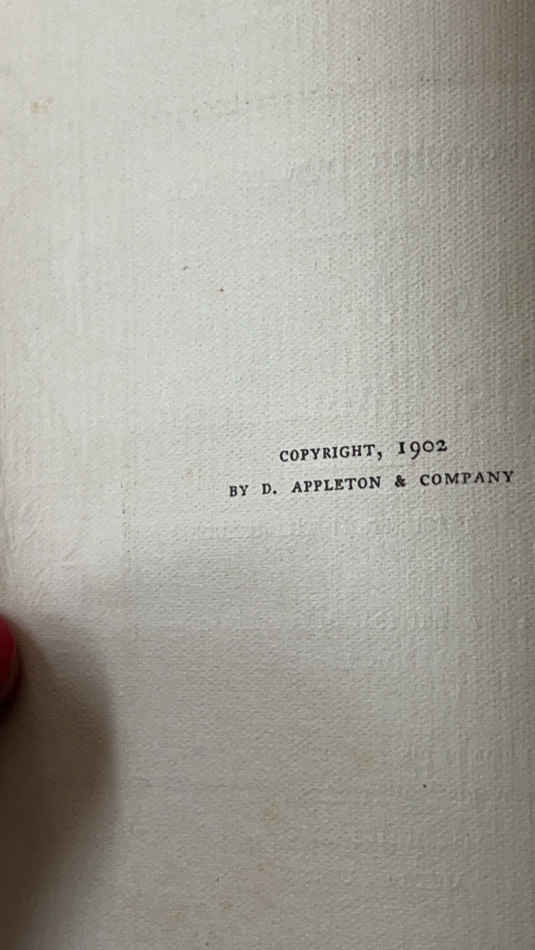 COPYRIGHT, 1902
BY D. APPLETON & COMPANY